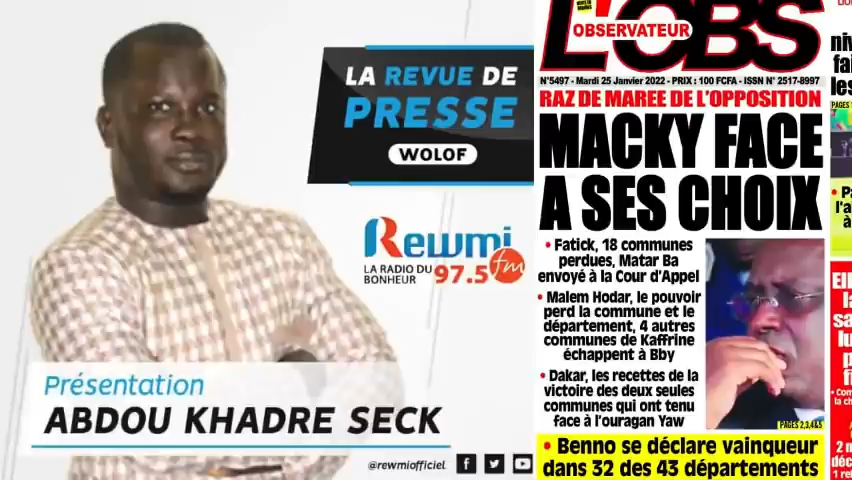 LA REVUE DE
PRESSE
WOLOF
Rewmi
fm
LA RADIO DU
BONHEUR
97.5
Présentation
ABDOU KHADRE SECK
@rewmiofficiel
L'OBS
OBSERVATEUR
N°5497 - Mardi 25 Janvier 2022 - PRIX : 100 FCFA - ISSN N° 2517-8997
RAZ DE MAREE DE L'OPPOSITION
MACKY FACE
A SES CHOIX
• Fatick, 18 communes
perdues, Matar Ba
envoyé à la Cour d'Appel
• Malem Hodar, le pouvoir
perd la commune et le
département, 4 autres
communes de Kaffrine
échappent à Bby
• Dakar, les recettes de la
victoire des deux seules
communes qui ont tenu
face à l'ouragan Yaw
PAGES 2,3,4&5
• Benno se déclare vainqueur
dans 32 des 43 départements